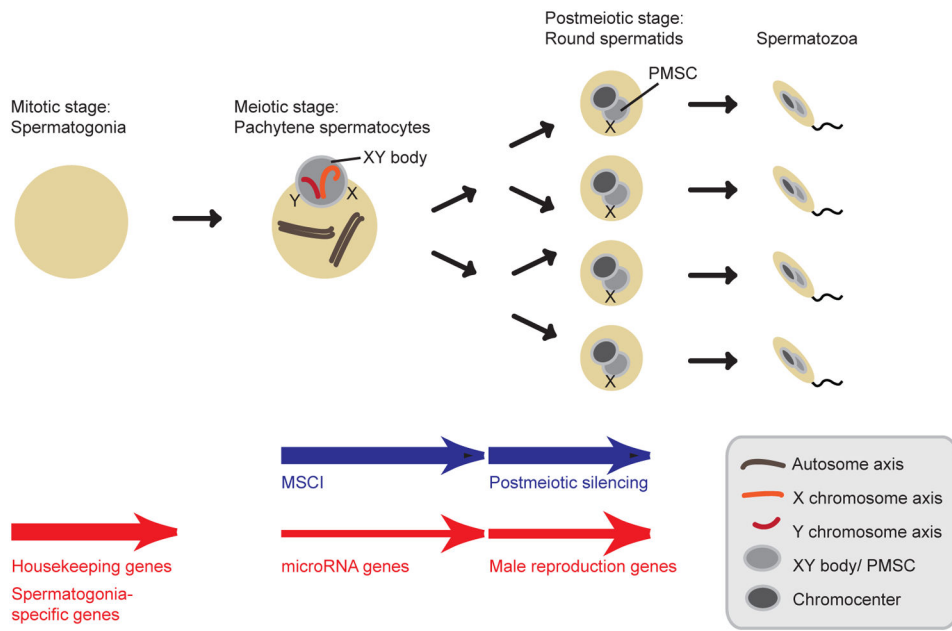 Postmeiotic stage:
Round spermatids
Spermatozoa
PMSC
Mitotic stage:
Spermatogonia
Meiotic stage:
Pachytene spermatocytes
XY body
Y
X
X
X
X
X
MSCI
Postmeiotic silencing
Housekeeping genes
Spermatogonia-
specific genes
microRNA genes
Male reproduction genes
Autosome axis
X chromosome axis
Y chromosome axis
XY body/ PMSC
Chromocenter